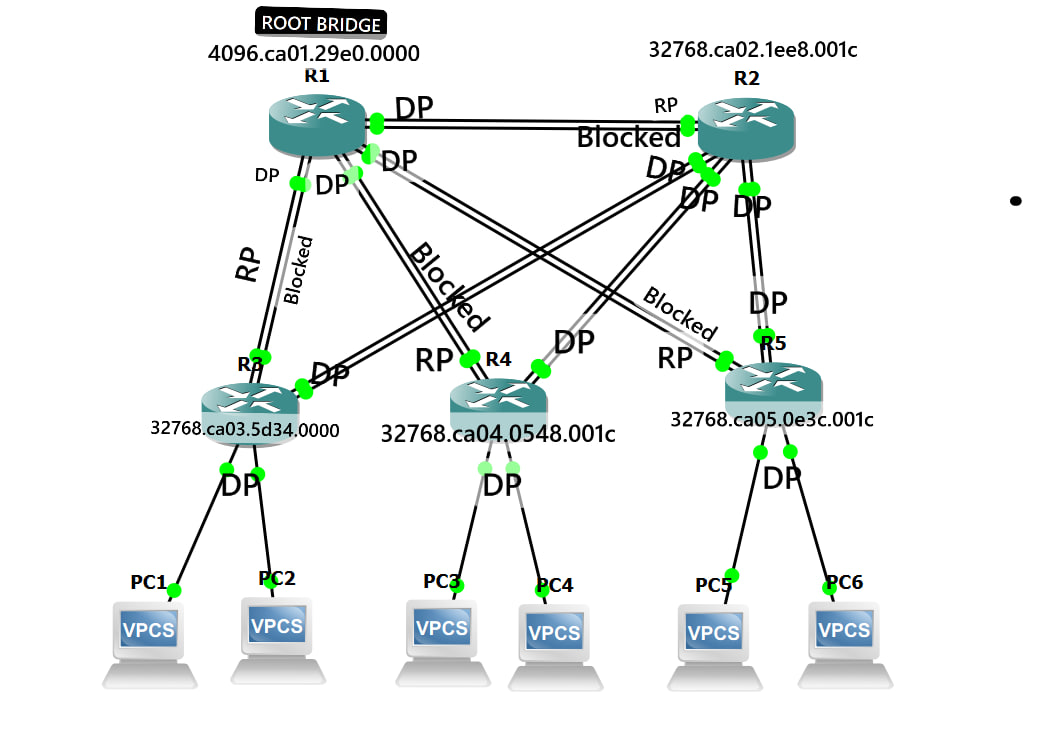 ROOT BRIDGE
4096.ca01.29e0.0000
R1
32768.ca02.1ee8.001c
R2
DP
RP
Blocked
DP
DP
DP
DP
DP
DP
DP
RP
Blocked
Blocked
Blocked
DP
R3
DP
RP
R4
DP
RP
R5
32768.ca03.5d34.0000
32768.ca04.0548.001c
32768.ca05.0e3c.001c
DP
DP
DP
PC1
PC2
PC3
PC4
PC5
PC6
VPCS
VPCS
VPCS
VPCS
VPCS
VPCS